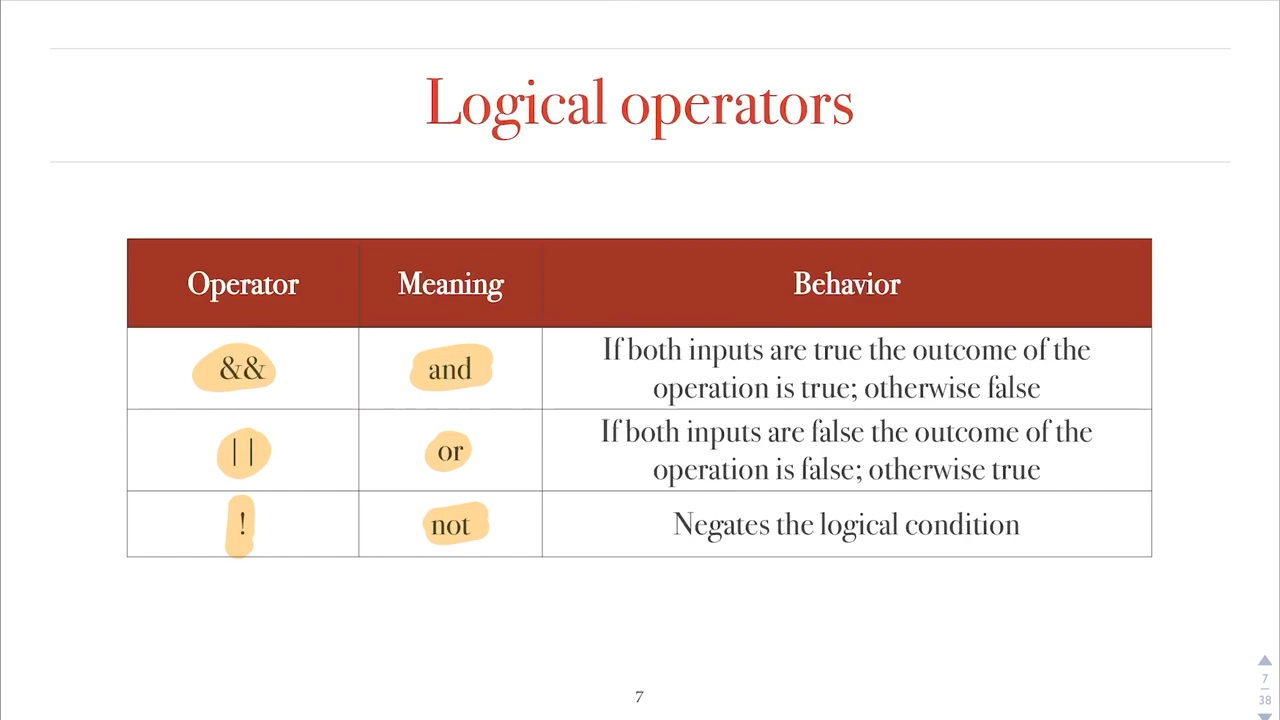 Logical operators
Operator Meaning Behavior
&& and If both inputs are true the outcome of the
operation is true; otherwise false
|| or If both inputs are false the outcome of the
operation is false; otherwise true
! not Negates the logical condition
7
7
38